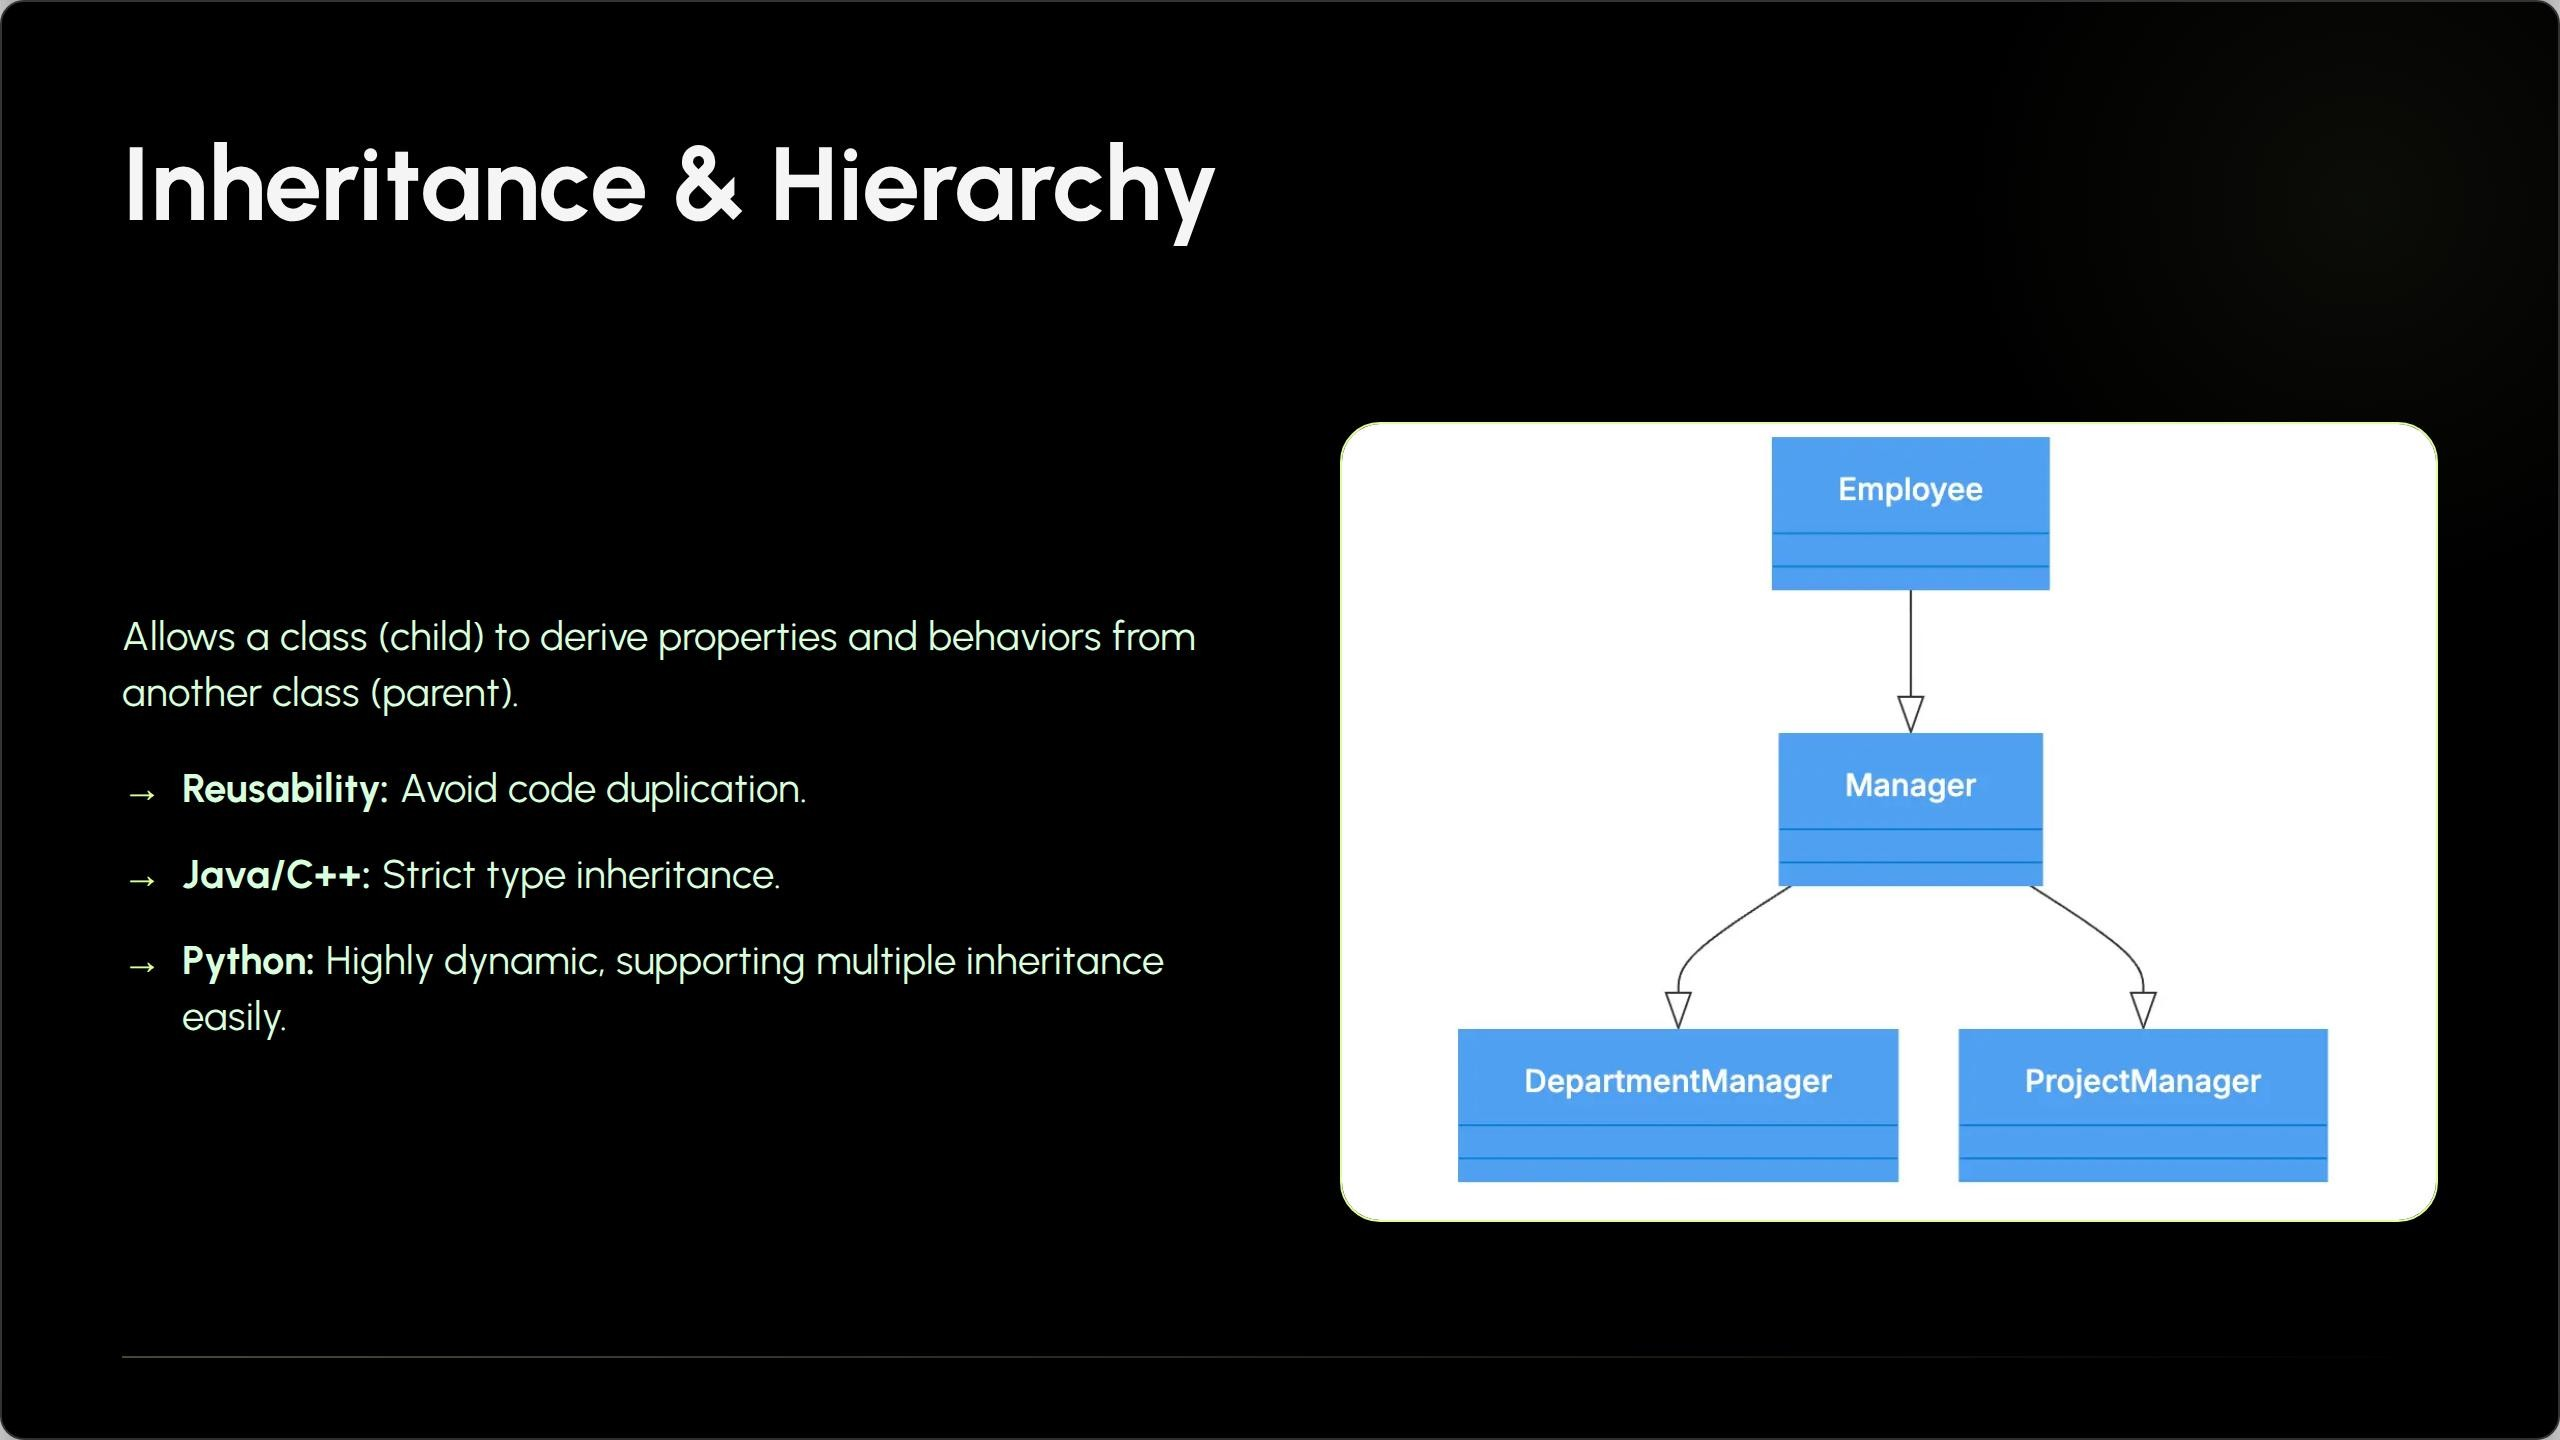 Inheritance & Hierarchy
Allows a class (child) to derive properties and behaviors from
another class (parent).
→ Reusability: Avoid code duplication.
→ Java/C++: Strict type inheritance.
→ Python: Highly dynamic, supporting multiple inheritance
easily.
Employee
Manager
DepartmentManager
ProjectManager